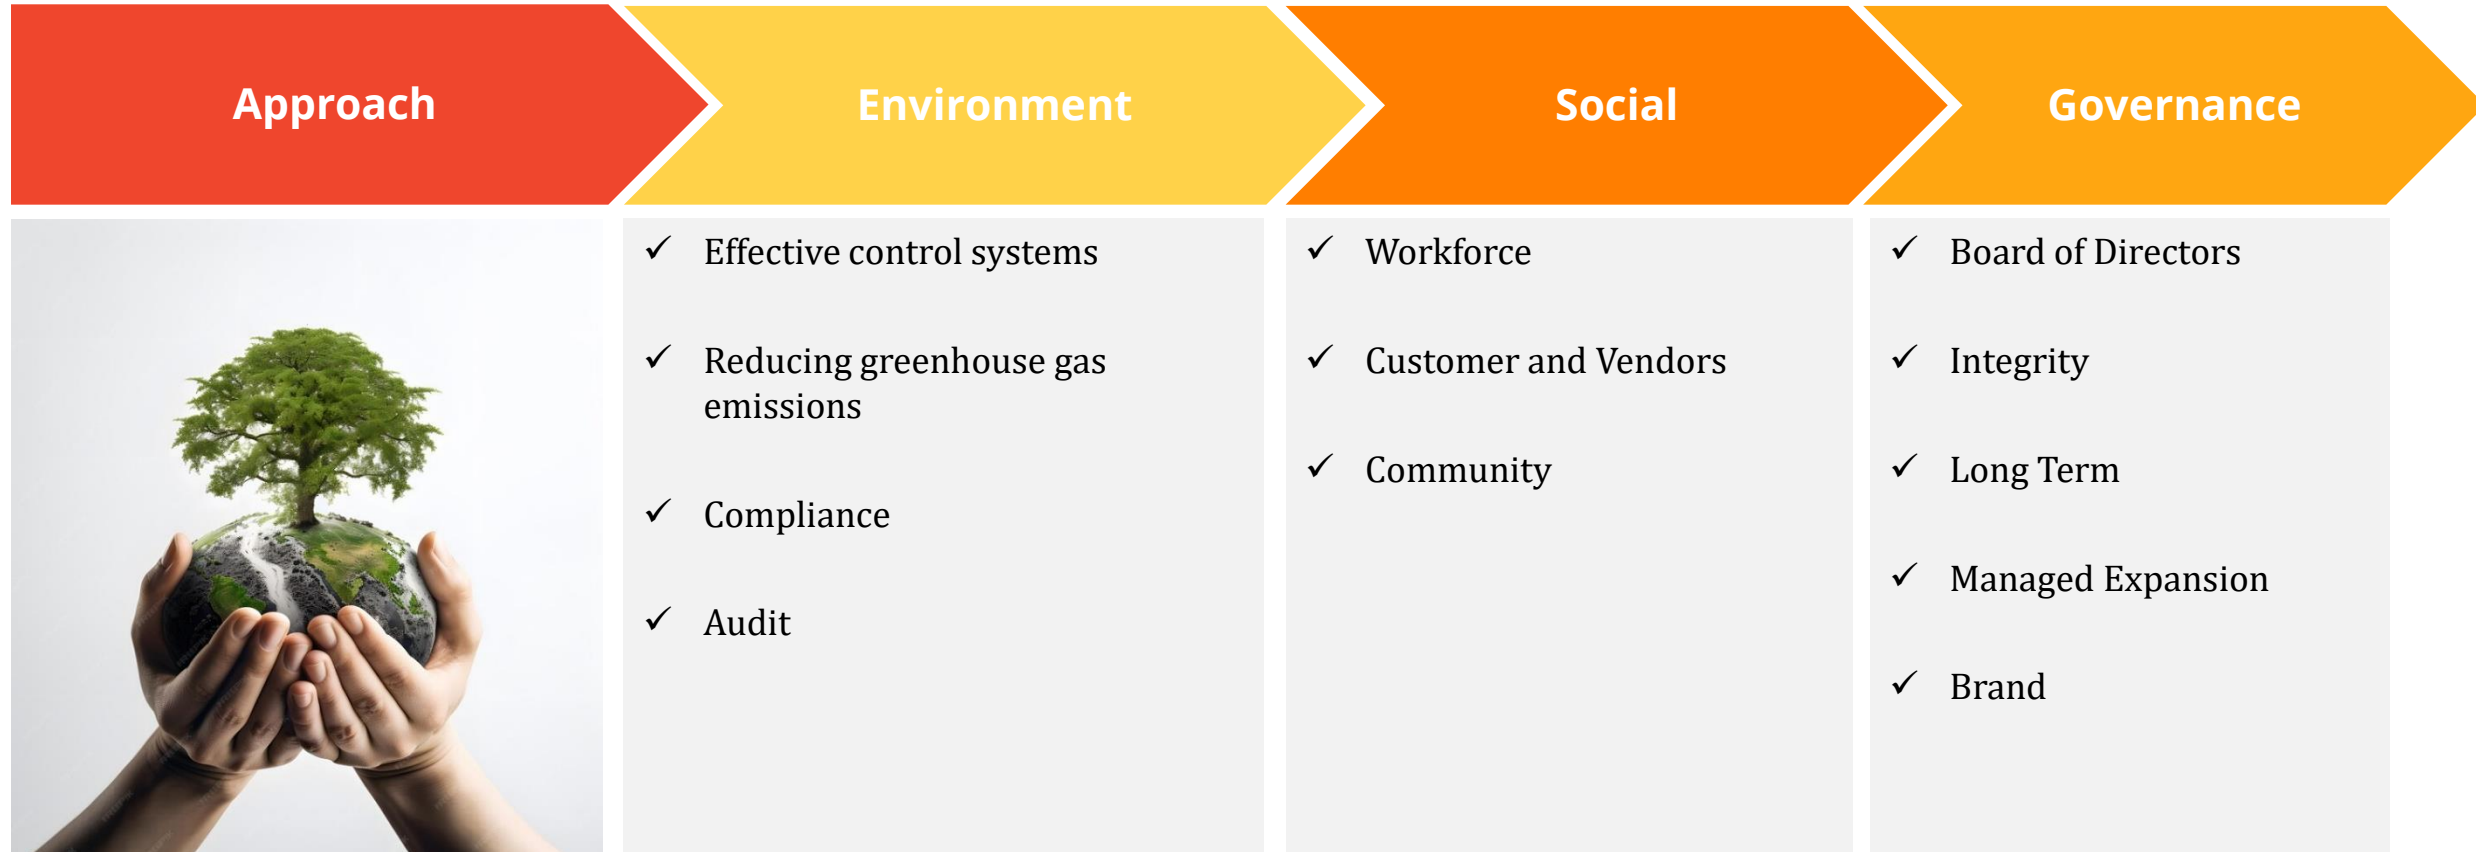 Approach
Environment
Social
Governance
✓ Effective control systems
✓ Reducing greenhouse gas
emissions
✓ Compliance
✓ Audit
✓ Workforce
✓ Customer and Vendors
✓ Community
✓ Board of Directors
✓ Integrity
✓ Long Term
✓ Managed Expansion
✓ Brand